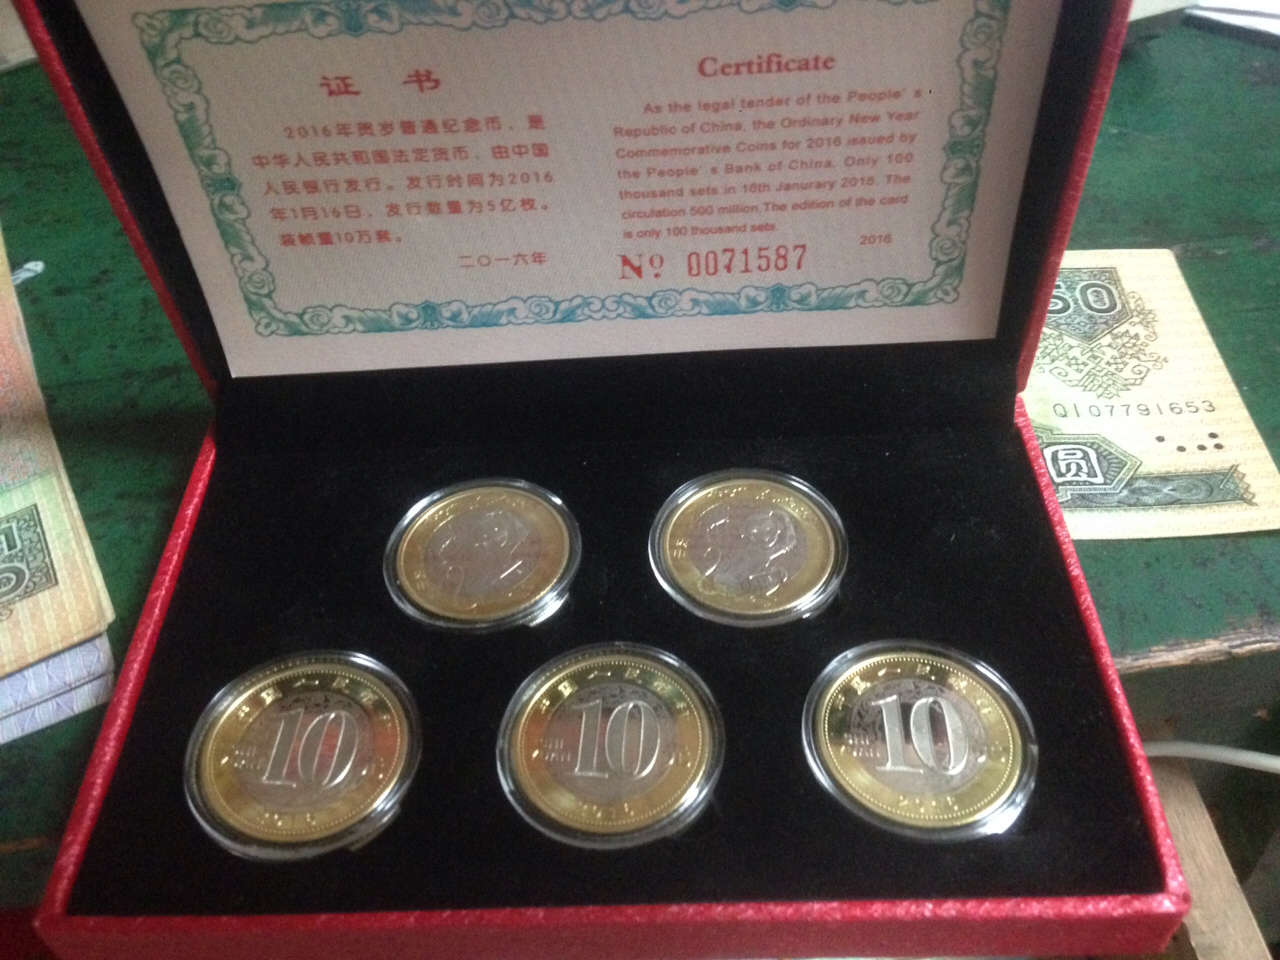 证 书
2016年贺岁普通纪念币，是
中华人民共和国法定货币，由中国
人民银行发行。发行时间为2016
年1月16日，发行数量为5亿枚。
装帧量10万套。
二〇一六年
Certificate
As the legal tender of the People' s
Republic of China, the Ordinary New Year
Commemorative Coins for 2016 issued by
the People' s Bank of China. Only 100
thousand sets in 16th Janurary 2016. The
circulation 500 million.The edition of the card
is only 100 thousand sets.
2016
No 0071587
50
QJ07791653
圆
10
10
10
2016